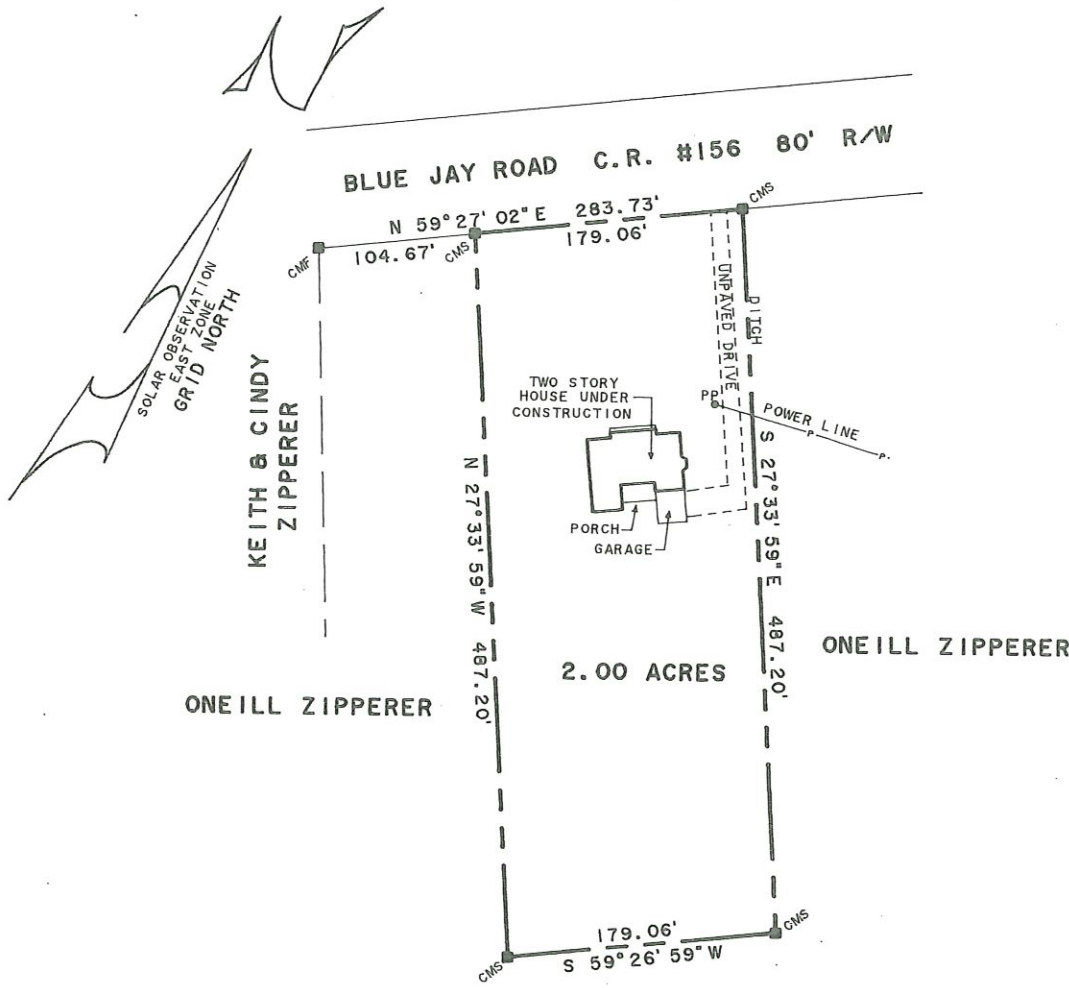 BLUE JAY ROAD C.R. #156 80' R/W
CMS
N 59° 27' 02" E 283.73'
104.67' CMS 179.06'
CMF
SOLAR OBSERVATION
EAST ZONE
GRID NORTH
KEITH & CINDY
ZIPPERER
UNPAVED DRIVE
DITCH
TWO STORY
HOUSE UNDER
CONSTRUCTION
PP
POWER LINE
P
P.
N 27° 33' 59" W 487.20'
S 27° 33' 59" E 487.20'
PORCH
GARAGE
ONEILL ZIPPERER
2.00 ACRES
ONEILL ZIPPERER
179.06'
CMS
CMS
S 59° 26' 59" W